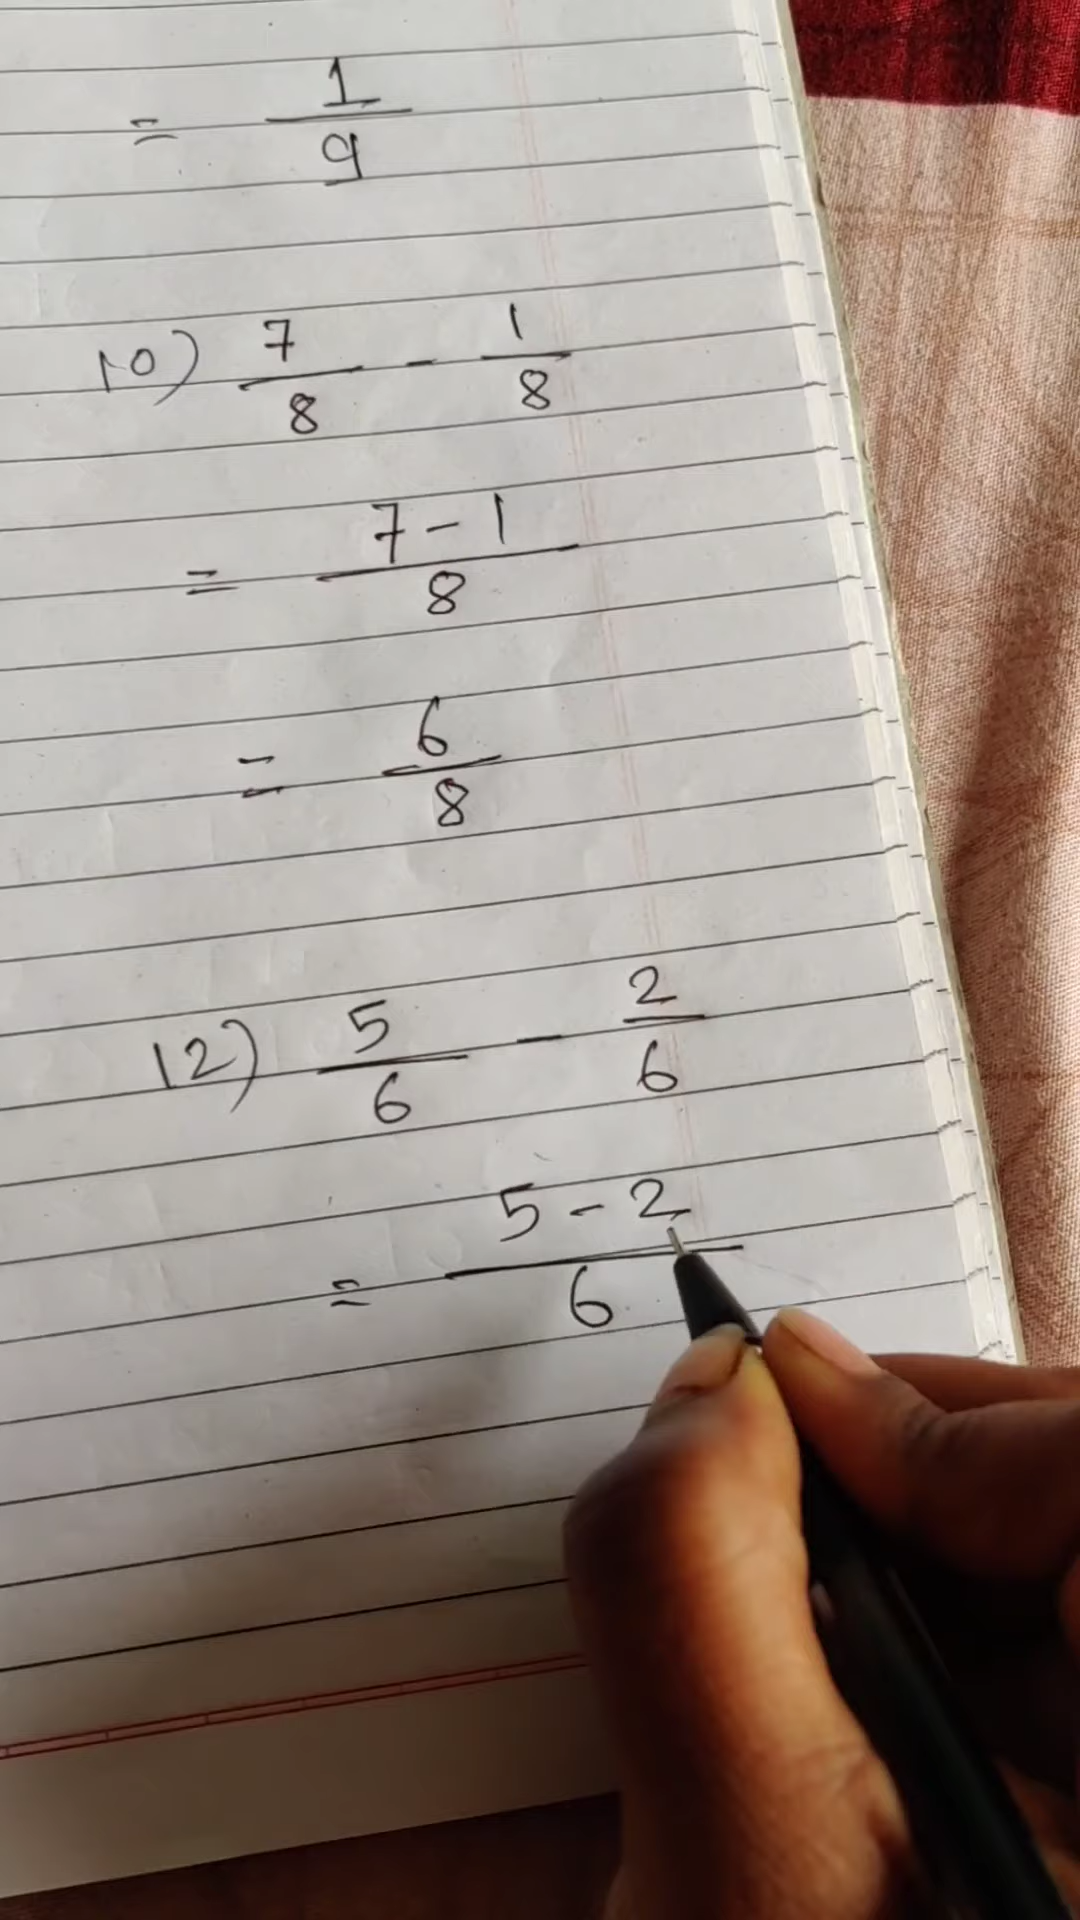 = 1/9
10) 7/8 - 1/8
= 7-1/8
= 6/8
12) 5/6 - 2/6
= 5-2/6